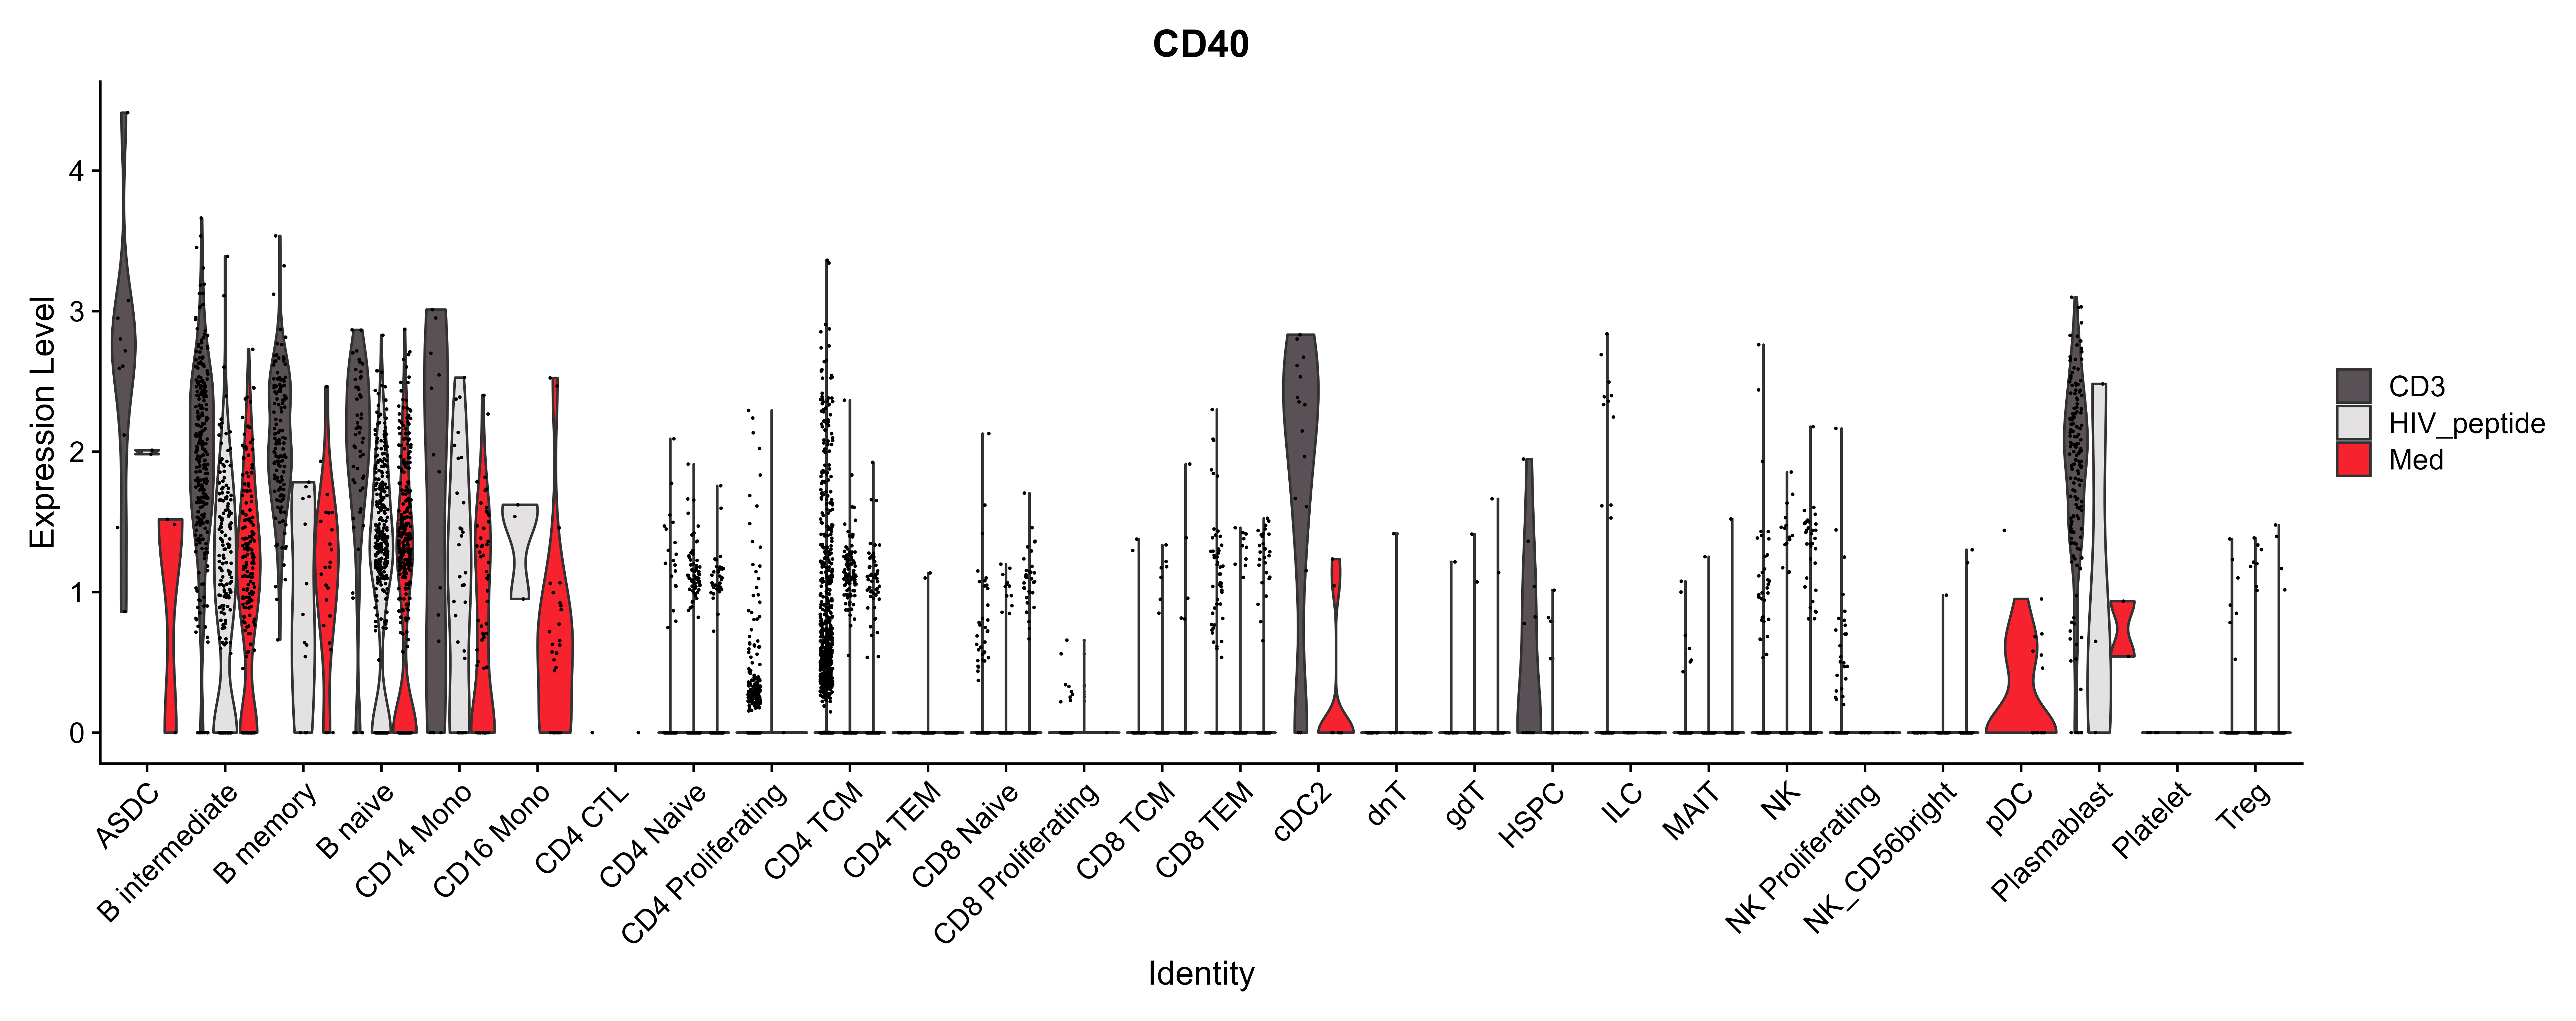 CD40
Expression Level
4
3
2
1
0
ASDC
B intermediate
B memory
B naive
CD14 Mono
CD16 Mono
CD4 CTL
CD4 Naive
CD4 Proliferating
CD4 TCM
CD4 TEM
CD8 Naive
CD8 Proliferating
CD8 TCM
CD8 TEM
cDC2
dnT
gdT
HSPC
ILC
MAIT
NK
NK Proliferating
NK_CD56bright
pDC
Plasmablast
Platelet
Treg
Identity
CD3
HIV_peptide
Med